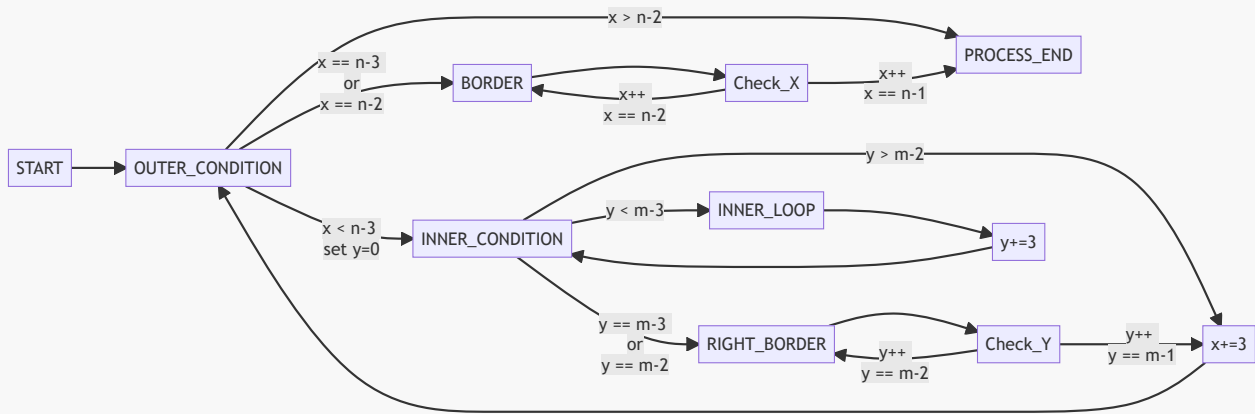 x > n-2
PROCESS_END
x == n-3
or
x == n-2
BORDER
Check_X
x++
x == n-2
x++
x == n-1
START
OUTER_CONDITION
y > m-2
x < n-3
set y=0
INNER_CONDITION
y < m-3
INNER_LOOP
y+=3
y == m-3
or
y == m-2
RIGHT_BORDER
y++
y == m-2
Check_Y
y++
y == m-1
x+=3